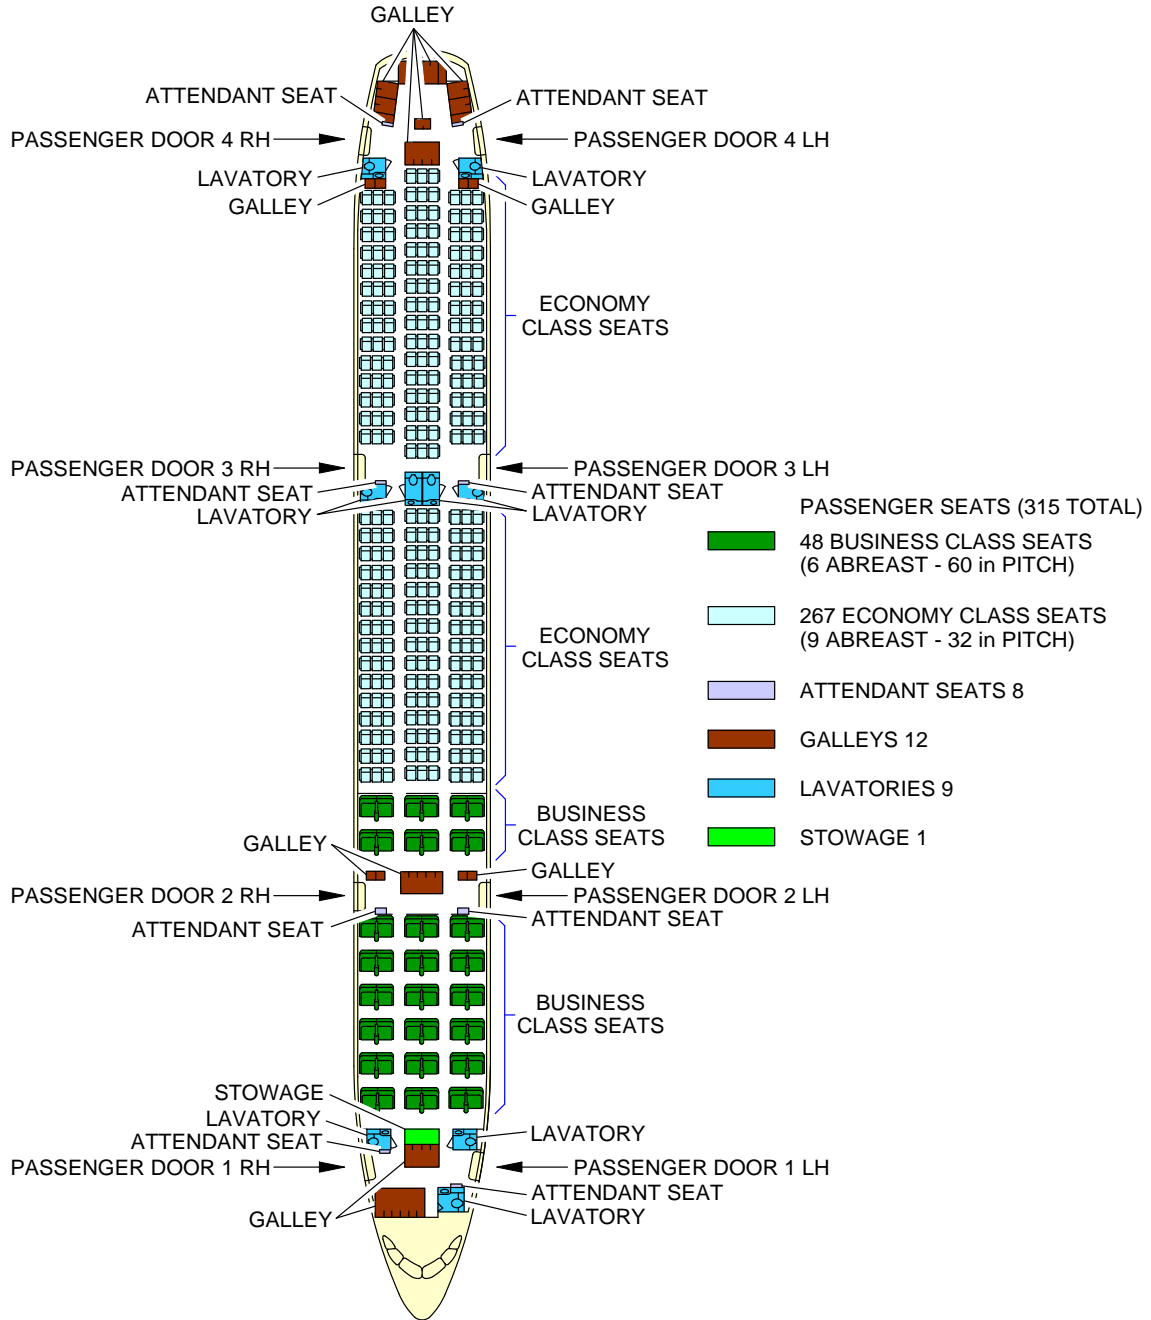 GALLEY
ATTENDANT SEAT
ATTENDANT SEAT
PASSENGER DOOR 4 RH
PASSENGER DOOR 4 LH
LAVATORY
LAVATORY
GALLEY
GALLEY
ECONOMY
CLASS SEATS
PASSENGER DOOR 3 RH
PASSENGER DOOR 3 LH
ATTENDANT SEAT
ATTENDANT SEAT
LAVATORY
LAVATORY
PASSENGER SEATS (315 TOTAL)
48 BUSINESS CLASS SEATS
(6 ABREAST - 60 in PITCH)
267 ECONOMY CLASS SEATS
(9 ABREAST - 32 in PITCH)
ECONOMY
CLASS SEATS
ATTENDANT SEATS 8
GALLEYS 12
LAVATORIES 9
BUSINESS
CLASS SEATS
STOWAGE 1
GALLEY
GALLEY
PASSENGER DOOR 2 RH
PASSENGER DOOR 2 LH
ATTENDANT SEAT
ATTENDANT SEAT
BUSINESS
CLASS SEATS
STOWAGE
LAVATORY
LAVATORY
ATTENDANT SEAT
PASSENGER DOOR 1 RH
PASSENGER DOOR 1 LH
ATTENDANT SEAT
LAVATORY
GALLEY